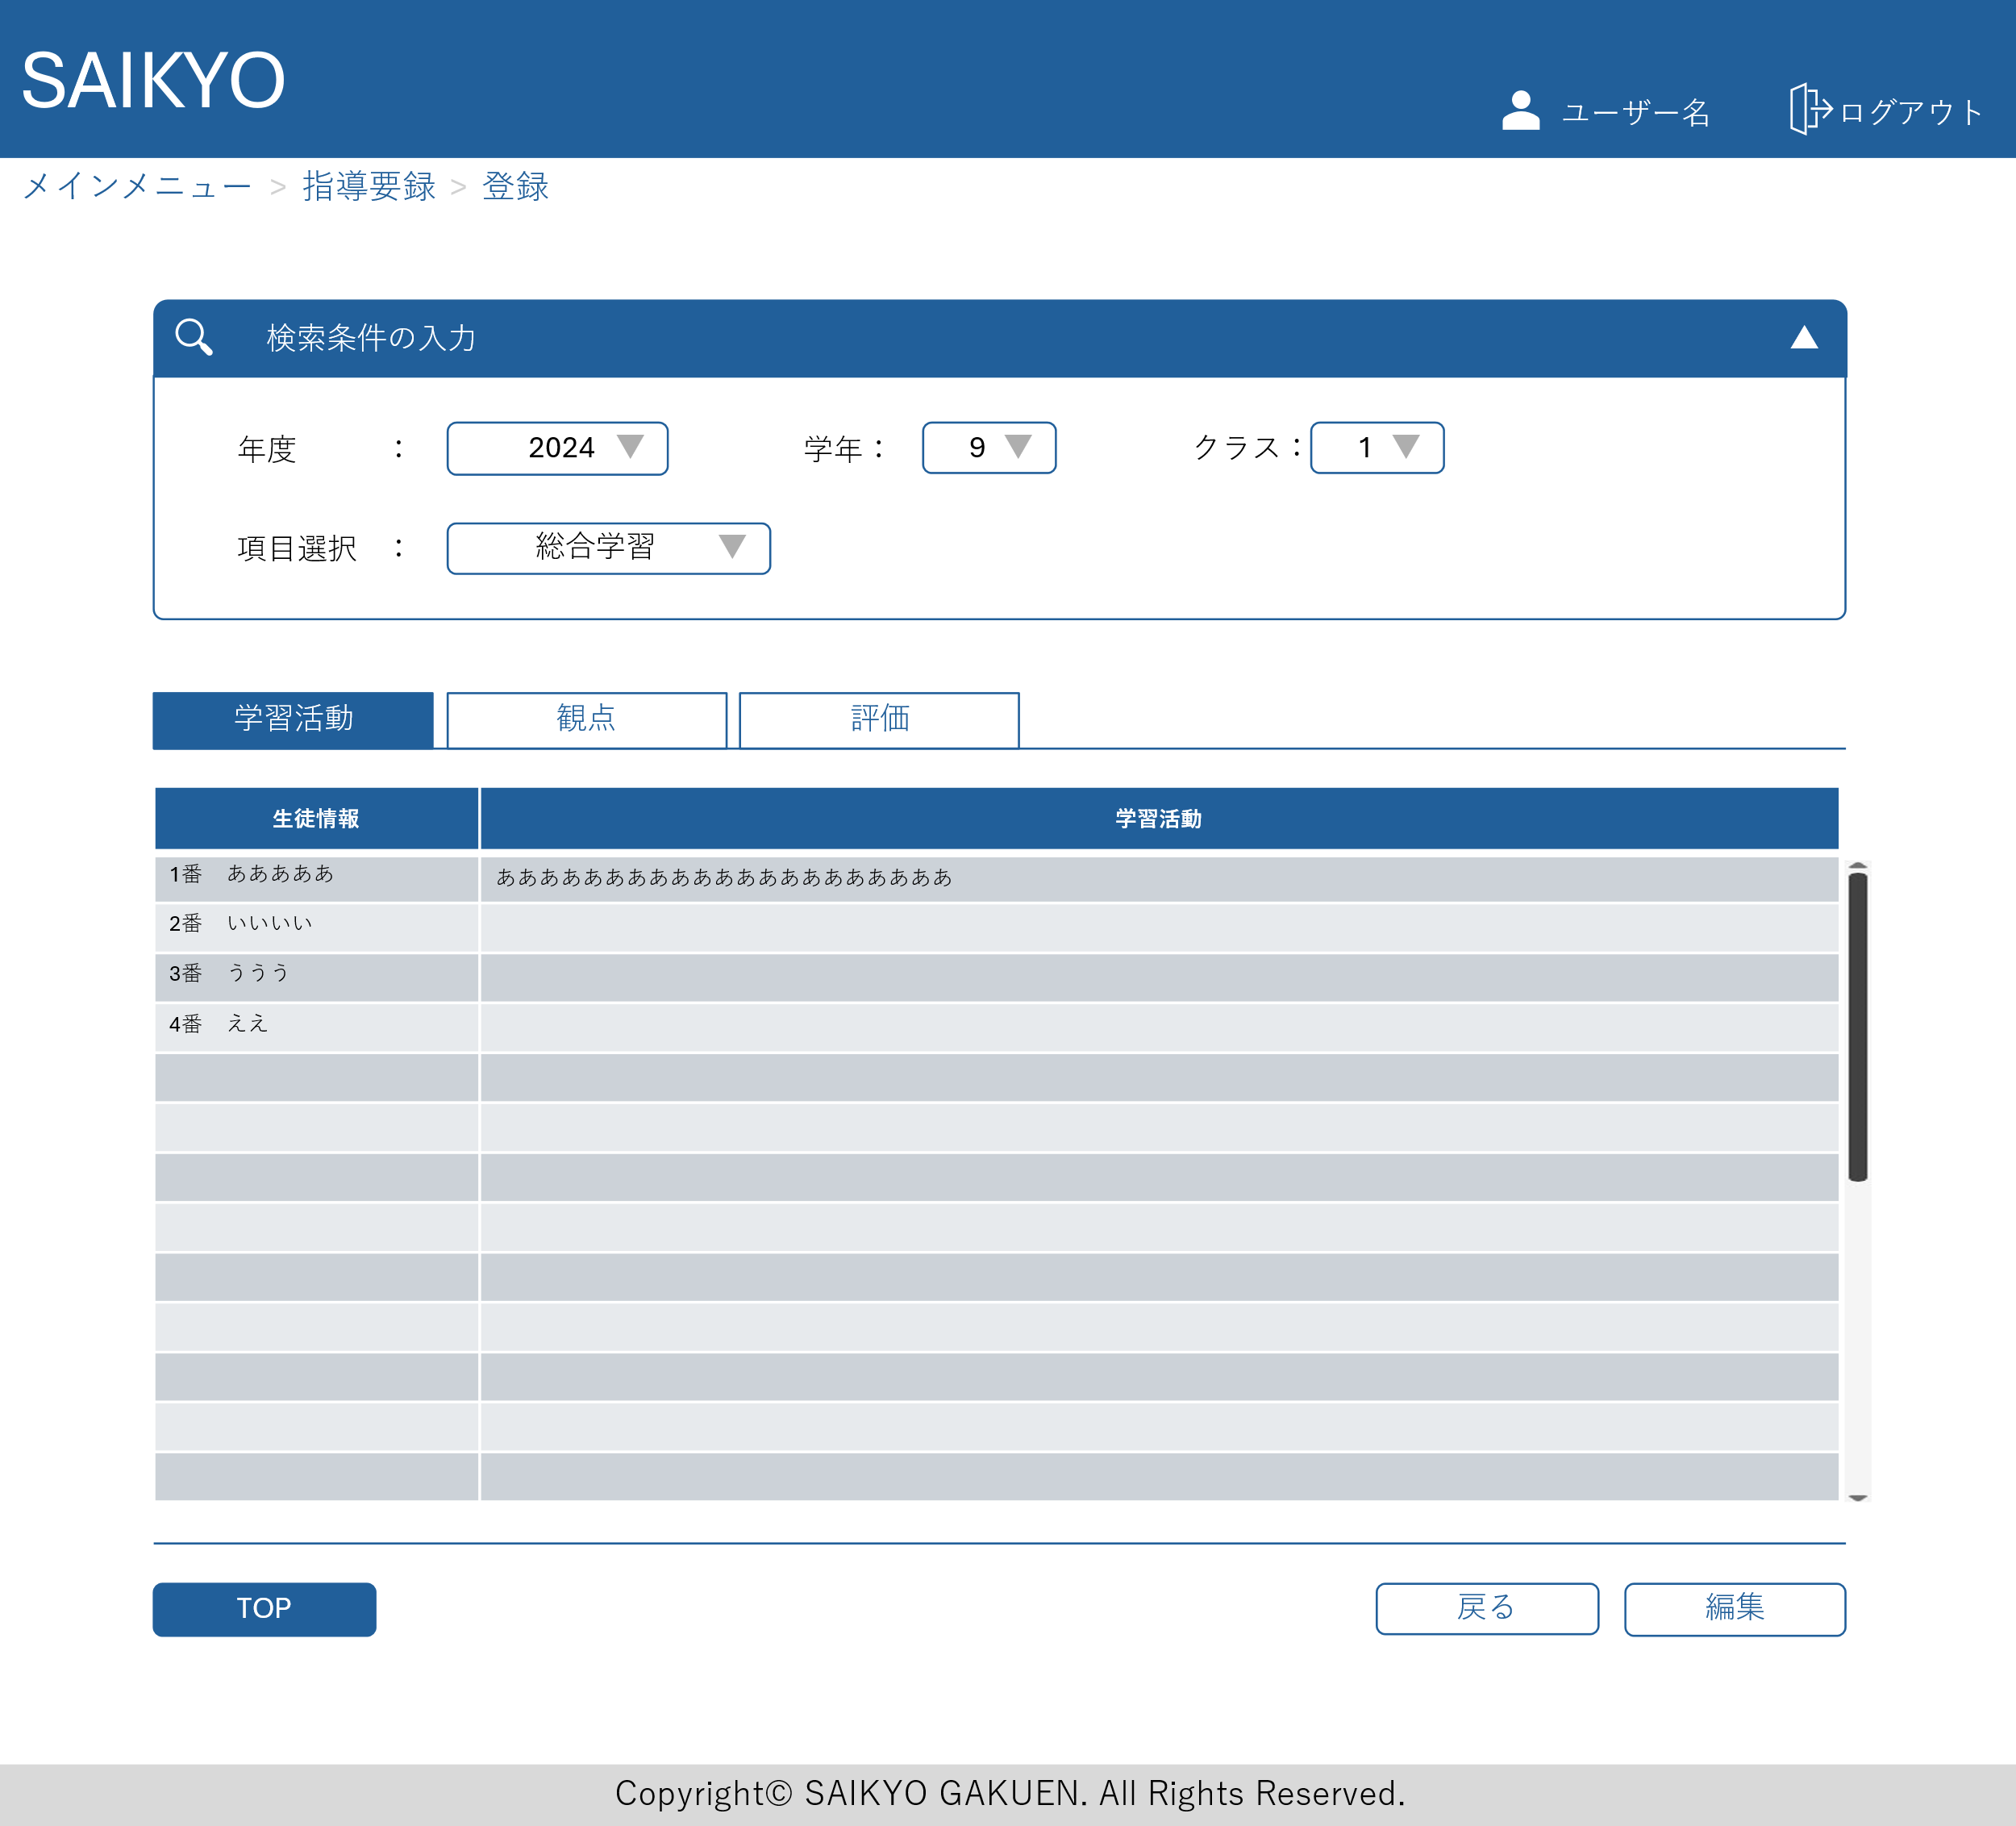 SAIKYO
ユーザー名 ログアウト
メインメニュー > 指導要録 > 登録
検索条件の入力
年度 : 2024 学年: 9 クラス: 1
項目選択 : 総合学習
学習活動 観点 評価
生徒情報 学習活動
1番 あああああ あああああああああああああああああああああ
2番 いいいい
3番 ううう
4番 ええ
TOP 戻る 編集
Copyright© SAIKYO GAKUEN. All Rights Reserved.